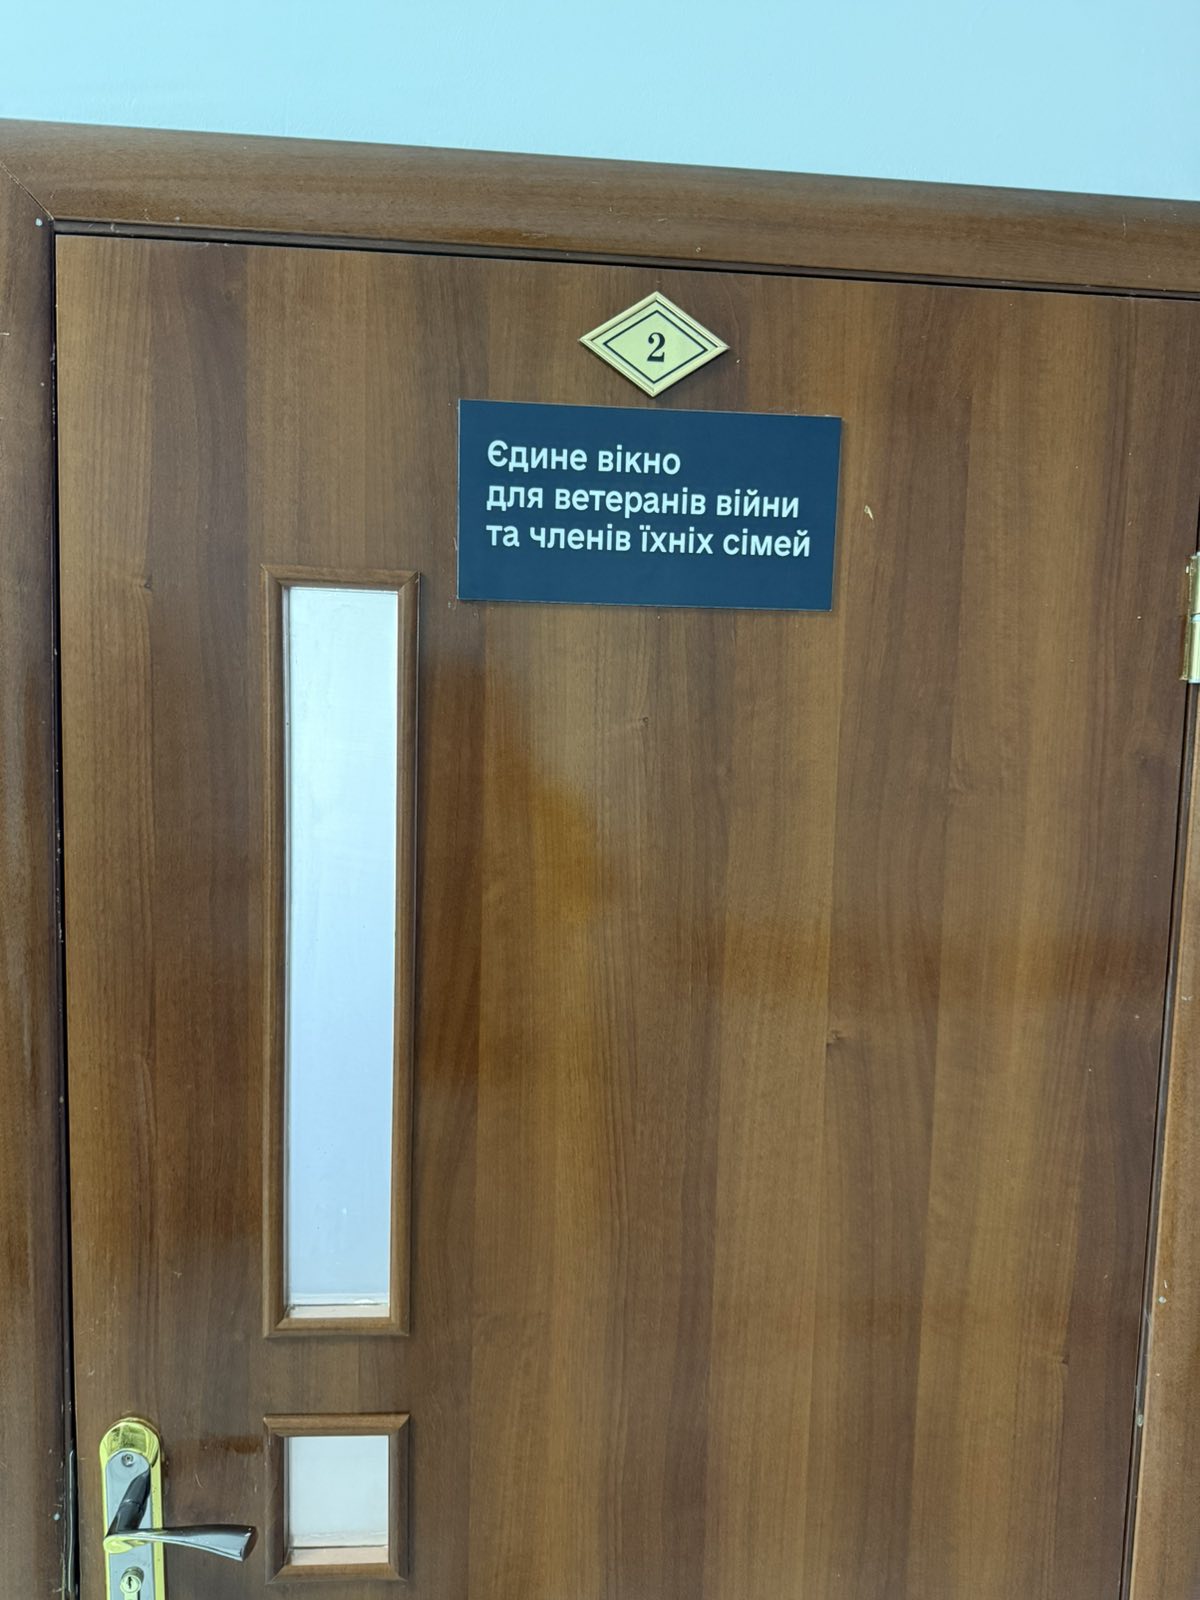 2
Єдине вікно
для ветеранів війни
та членів їхніх сімей